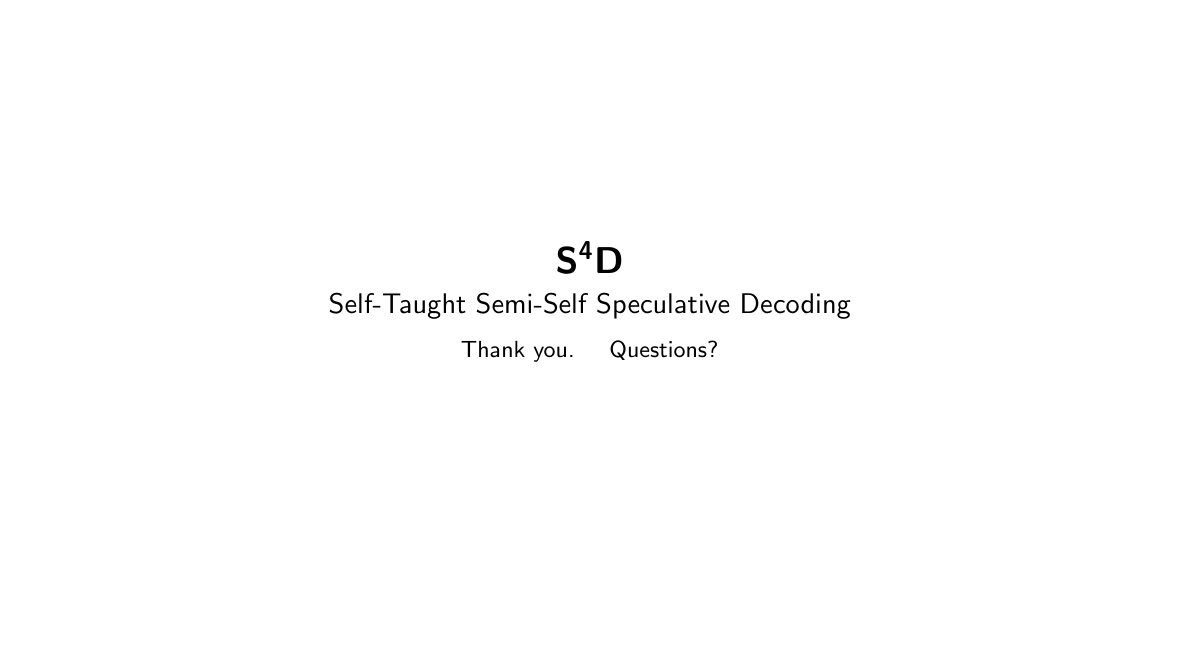 S⁴D
Self-Taught Semi-Self Speculative Decoding
Thank you. Questions?